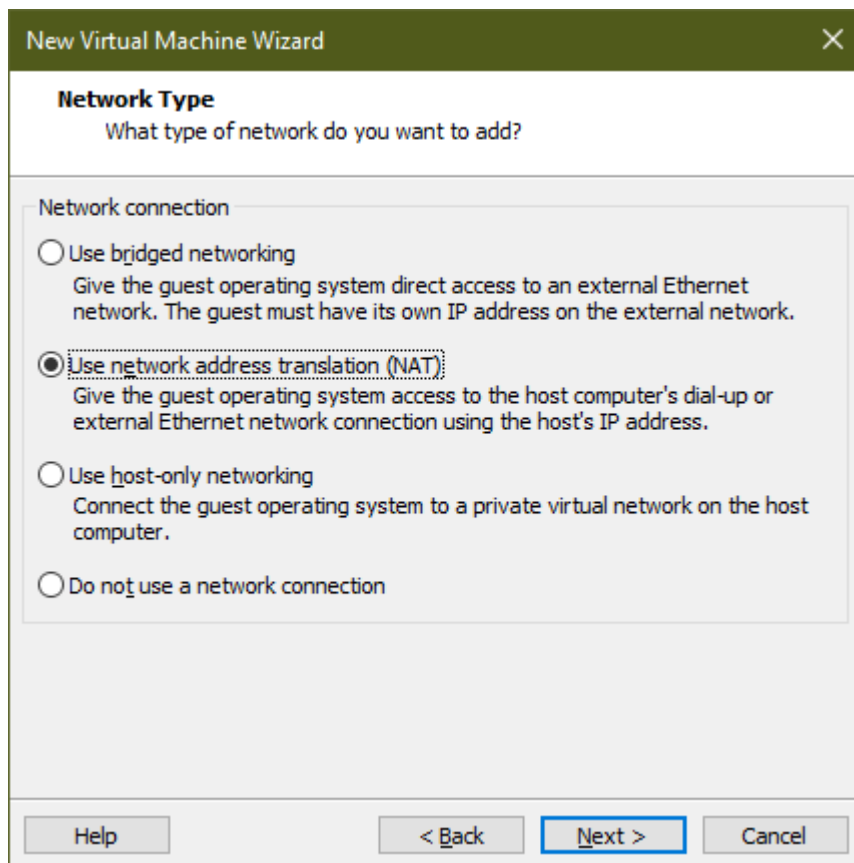 New Virtual Machine Wizard
Network Type
What type of network do you want to add?
Network connection
Use bridged networking
Give the guest operating system direct access to an external Ethernet
network. The guest must have its own IP address on the external network.
Use network address translation (NAT)
Give the guest operating system access to the host computer's dial-up or
external Ethernet network connection using the host's IP address.
Use host-only networking
Connect the guest operating system to a private virtual network on the host
computer.
Do not use a network connection
Help
< Back
Next >
Cancel